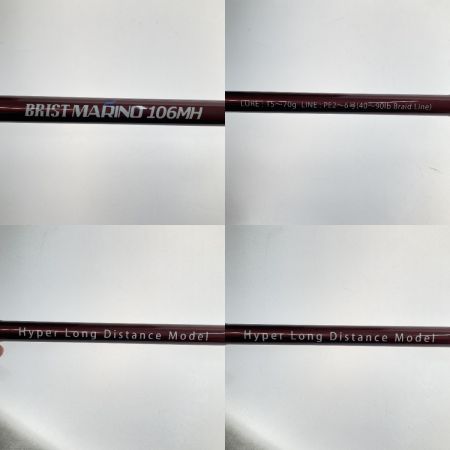 BRIST MARINO 106MH
LURE : 15～70g LINE : PE2～6号(40～90lb Braid Line)
Hyper Long Distance Model
Hyper Long Distance Model